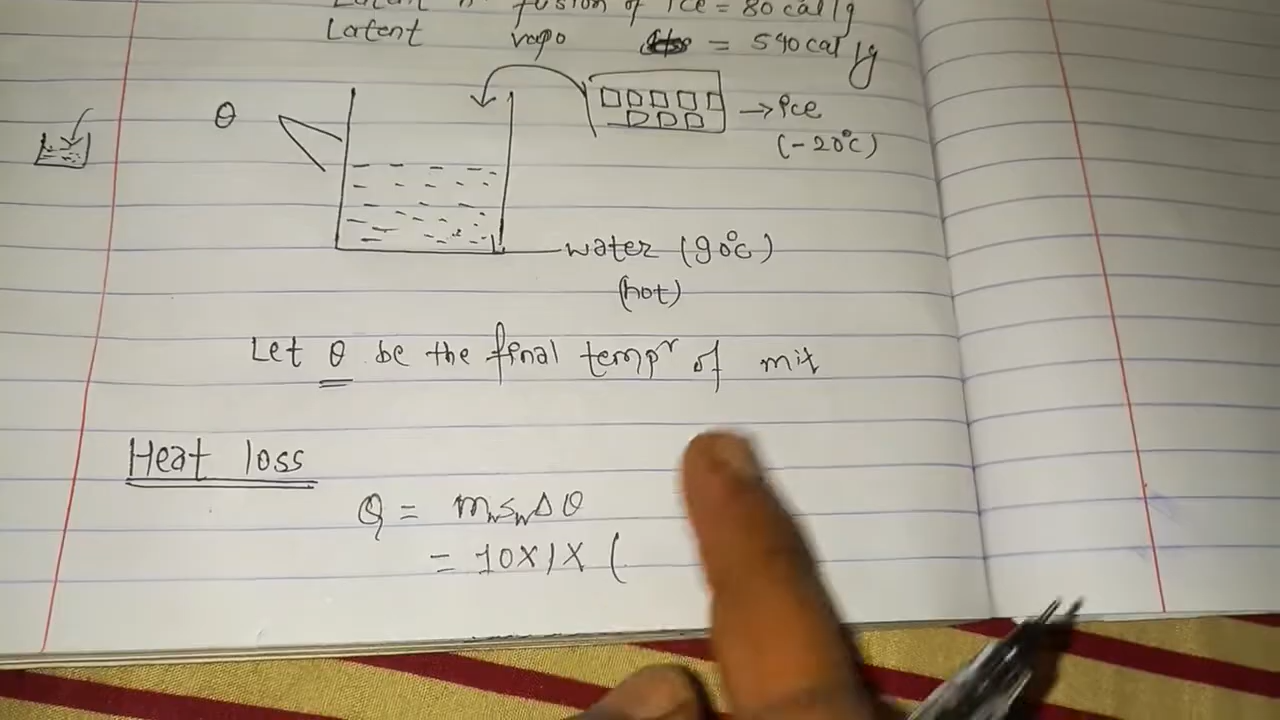 fusion of Ice = 80 cal/g
Latent vapo = 540 cal/g
θ
→ Ice
(-20°C)
water (90°C)
(hot)
Let θ be the final tempr of mix
Heat loss
Q = mwswΔθ
= 10×1× (